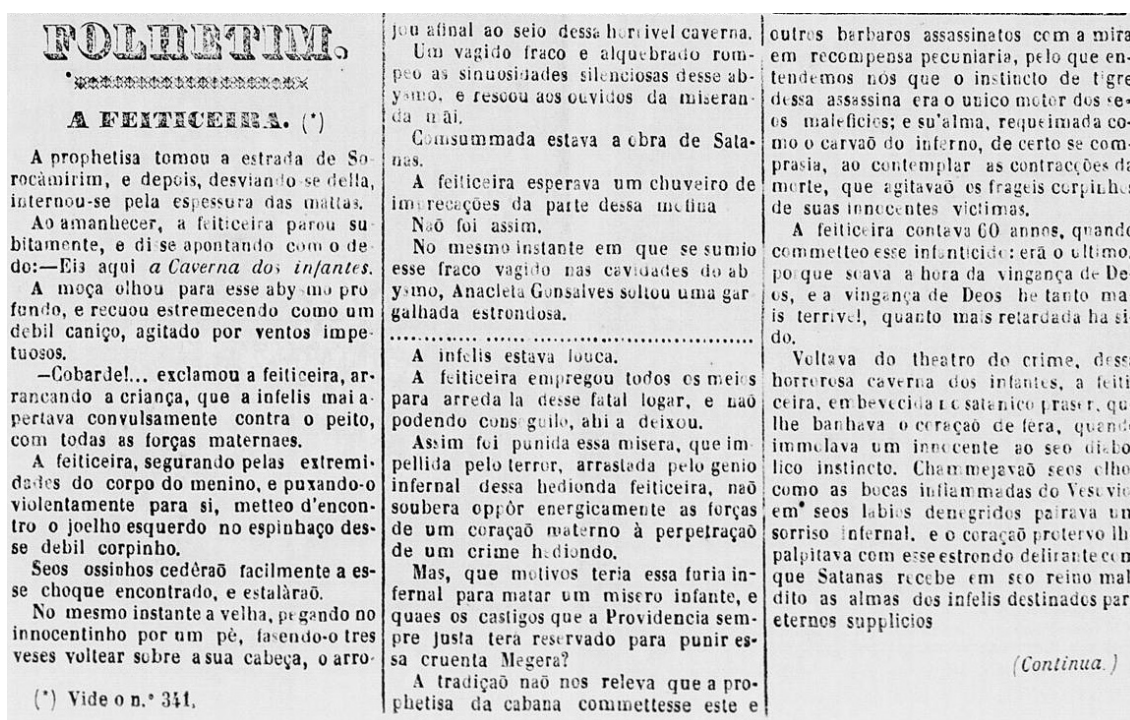 FOLHETIM.
A FEITICEIRA. (*)
A prophetisa tomou a estrada de So-
rocàmirim, e depois, desviando-se della,
internou-se pela espessura das mattas.
Ao amanhecer, a feiticeira parou su-
bitamente, e disse apontando com o de-
do:—Eis aqui a Caverna dos infantes.
A moça olhou para esse abysmo pro
fundo, e recuou estremecendo como um
debil caniço, agitado por ventos impe-
tuosos.
—Cobarde!... exclamou a feiticeira, ar-
rancando a criança, que a infelis mai a-
pertava convulsamente contra o peito,
com todas as forças maternaes.
A feiticeira, segurando pelas extremi-
dades do corpo do menino, e puxando-o
violentamente para si, metteo d'encon-
tro o joelho esquerdo no espinhaço des-
se debil corpinho.
Seos ossinhos cedêraõ facilmente a es-
se choque encontrado, e estalàraõ.
No mesmo instante a velha, pegando no
innocentinho por um pè, fasendo-o tres
veses voltear sobre a sua cabeça, o arro-
(*) Vide o n.º 341.
jou afinal ao seio dessa horrivel caverna.
Um vagido fraco e alquebrado rom-
peo as sinuosidades silenciosas desse ab-
ysmo, e resoou aos ouvidos da miseran-
da mãi.
Comsummada estava a obra de Sata-
nas.
A feiticeira esperava um chuveiro de
imprecações da parte dessa mofina
Naõ foi assim.
No mesmo instante em que se sumio
esse fraco vagido nas cavidades do ab
ysmo, Anacleta Gonsalves soltou uma gar
galhada estrondosa.
A infelis estava louca.
A feiticeira empregou todos os meios
para arreda la desse fatal logar, e naõ
podendo conseguilo, ahi a deixou.
Assim foi punida essa misera, que im
pellida pelo terror, arrastada pelo genio
infernal dessa hedionda feiticeira, naõ
soubera oppôr energicamente as forças
de um coraçaõ materno à perpetraçaõ
de um crime hediondo.
Mas, que motivos teria essa furia in-
fernal para matar um misero infante, e
quaes os castigos que a Providencia sem-
pre justa terá reservado para punir es-
sa cruenta Megera?
A tradiçaõ naõ nos releva que a pro-
phetisa da cabana commettesse este e
outros barbaros assassinatos com a mira
em recompensa pecuniaria, pelo que en-
tendemos nós que o instincto de tigre
dessa assassina era o unico motor dos se-
os maleficios; e su'alma, requeimada co-
mo o carvaõ do inferno, de certo se com-
prasia, ao contemplar as contracções da
morte, que agitavaõ os frageis corpinhos
de suas innocentes victimas.
A feiticeira contava 60 annos, quando
commetteo esse infanticide: erã o ultimo,
porque soava a hora da vingança de De-
os, e a vingança de Deos he tanto ma-
is terrivel, quanto mais retardada ha si-
do.
Voltava do theatro do crime, dessa
horrorosa caverna dos infantes, a feiti
ceira, embevecida no satanico praser, que
lhe banhava o coraçaõ de fera, quando
immolava um innocente ao seo diabo
lico instincto. Chammejavaõ seos olhos
como as bocas inflammadas do Vesuvio
em seos labios denegridos pairava um
sorriso infernal. e o coraçaõ protervo lhe
palpitava com esse estrondo delirante com
que Satanas recebe em seo reino mal
dito as almas dos infelis destinados para
eternos supplicios
(Continua.)